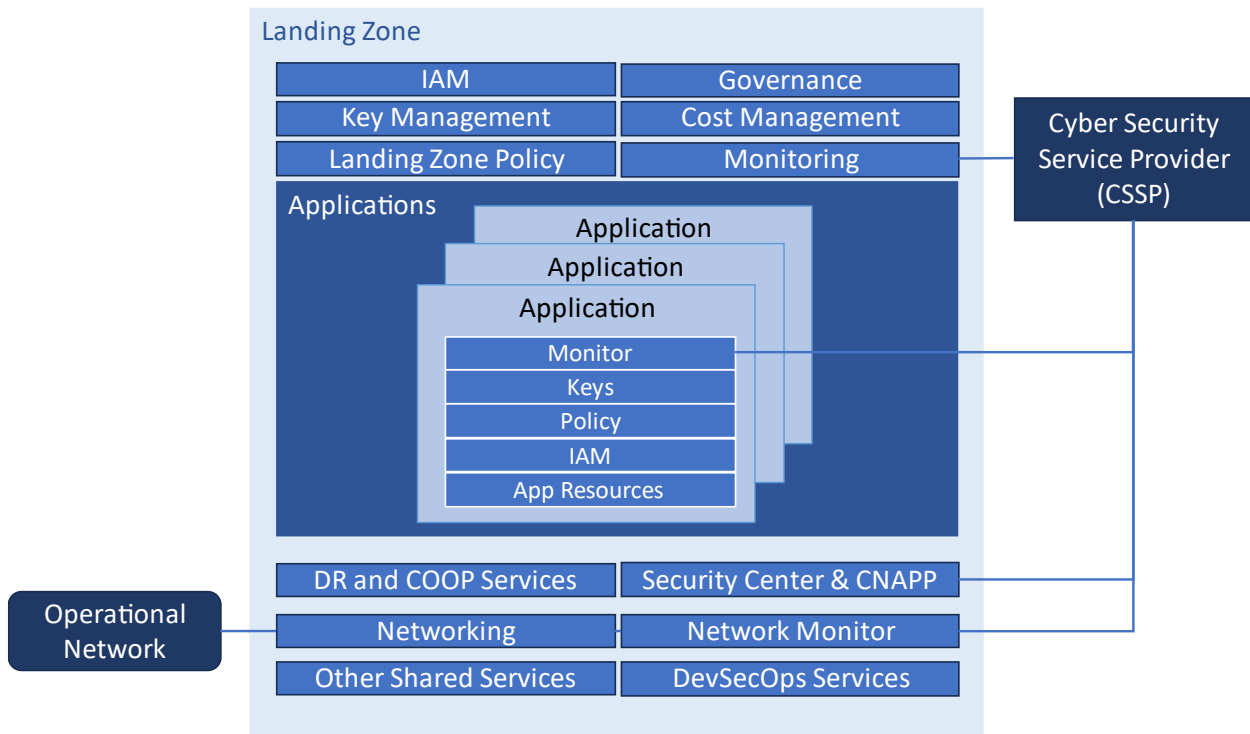 Landing Zone
IAM
Governance
Key Management
Cost Management
Landing Zone Policy
Monitoring
Cyber Security
Service Provider
(CSSP)
Applications
Application
Application
Application
Monitor
Keys
Policy
IAM
App Resources
DR and COOP Services
Security Center & CNAPP
Operational
Network
Networking
Network Monitor
Other Shared Services
DevSecOps Services